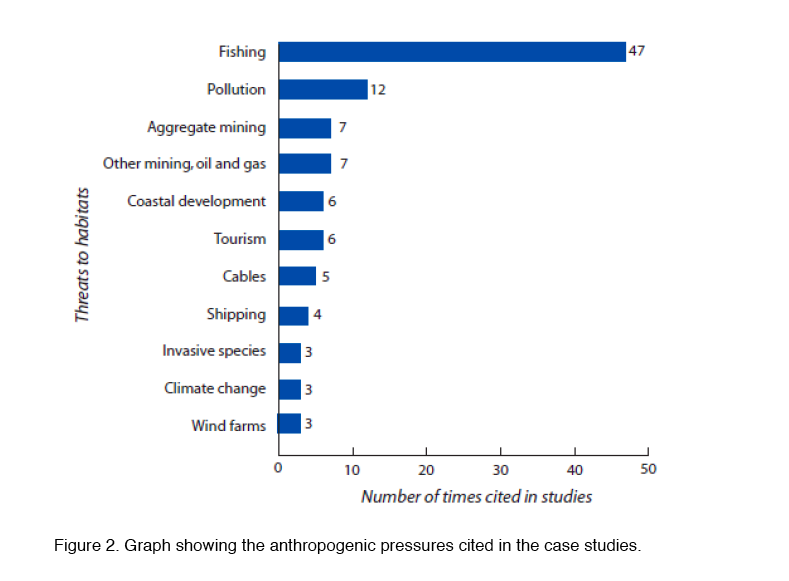 Fishing 47
Pollution 12
Aggregate mining 7
Other mining, oil and gas 7
Coastal development 6
Tourism 6
Cables 5
Shipping 4
Invasive species 3
Climate change 3
Wind farms 3
Threats to habitats
0 10 20 30 40 50
Number of times cited in studies
Figure 2. Graph showing the anthropogenic pressures cited in the case studies.